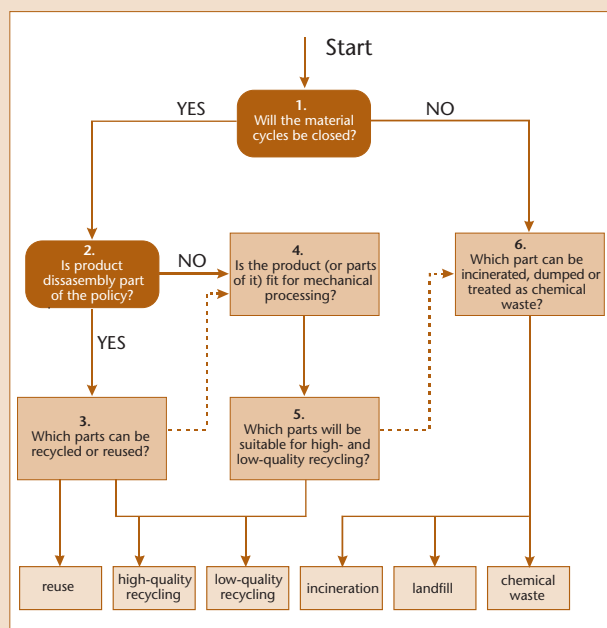 Start
YES
NO
1.
Will the material
cycles be closed?
2.
Is product
dissasembly part
of the policy?
NO
4.
Is the product (or parts
of it) fit for mechanical
processing?
6.
Which part can be
incinerated, dumped or
treated as chemical
waste?
YES
3.
Which parts can be
recycled or reused?
5.
Which parts will be
suitable for high- and
low-quality recycling?
reuse
high-quality
recycling
low-quality
recycling
incineration
landfill
chemical
waste